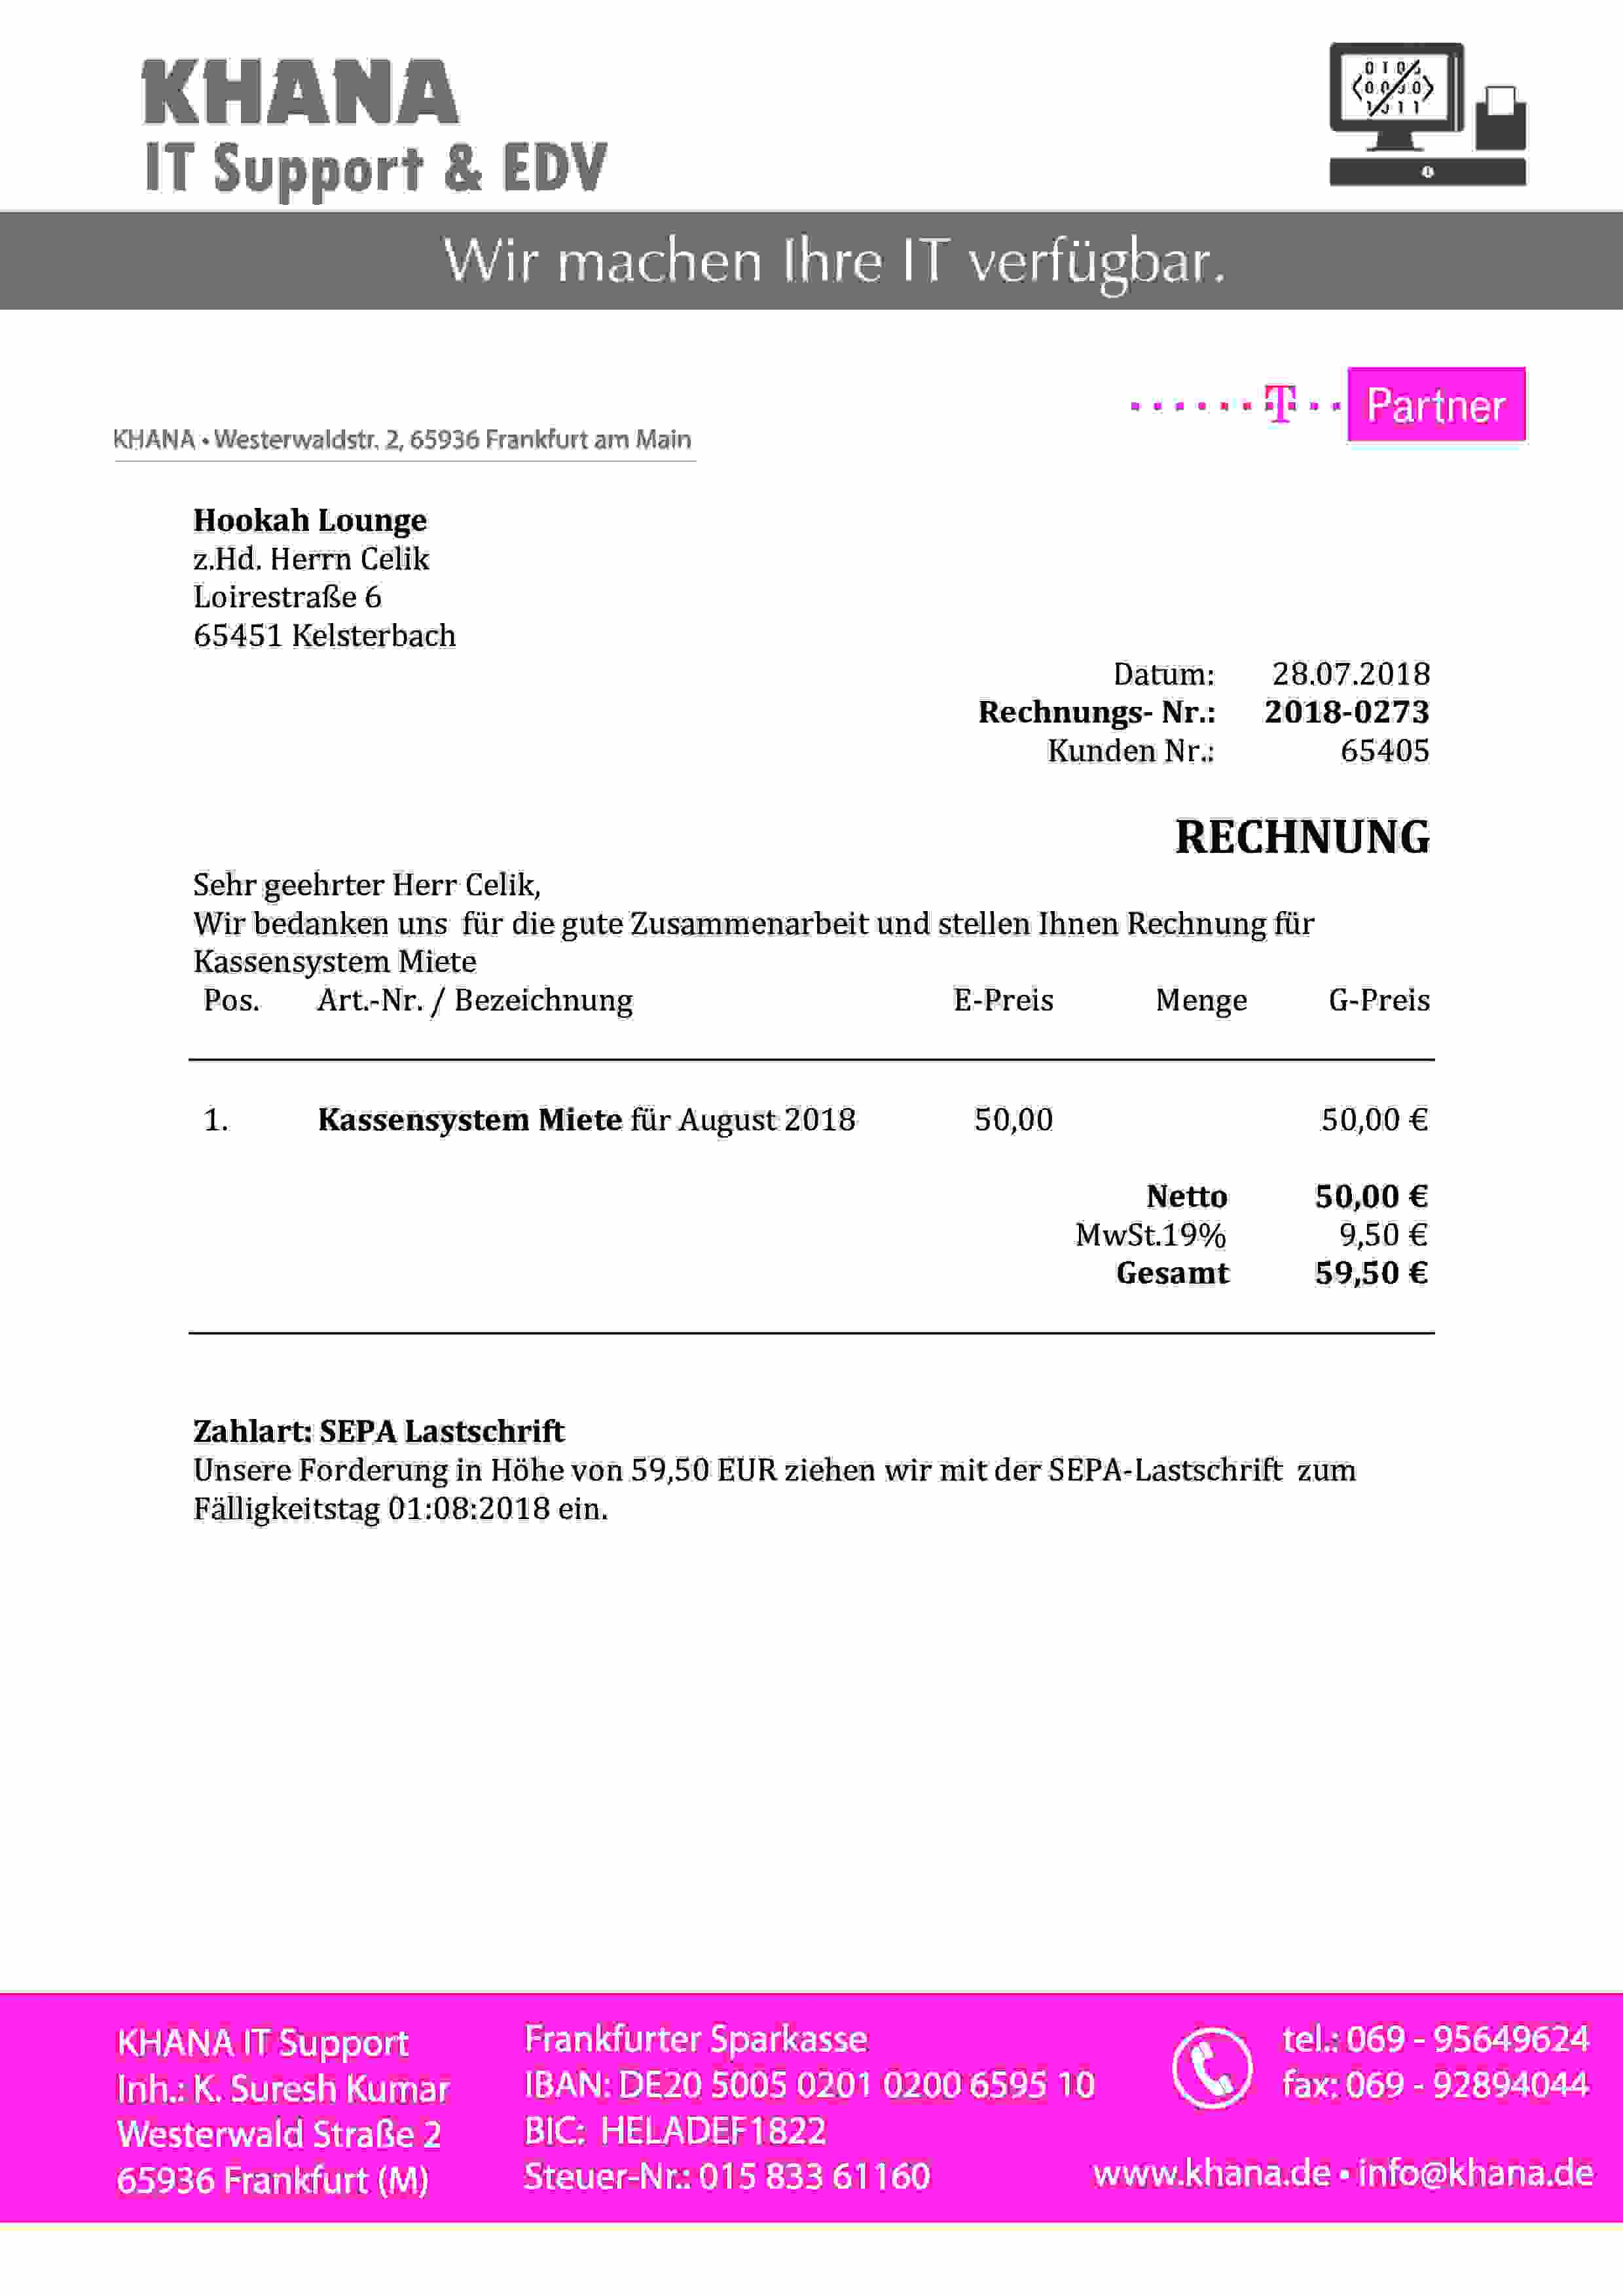 KHANA
IT Support & EDV
Wir machen Ihre IT verfügbar.
T Partner
KHANA • Westerwaldstr. 2, 65936 Frankfurt am Main
Hookah Lounge
z.Hd. Herrn Celik
Loirestraße 6
65451 Kelsterbach
Datum: 28.07.2018
Rechnungs- Nr.: 2018-0273
Kunden Nr.: 65405
RECHNUNG
Sehr geehrter Herr Celik,
Wir bedanken uns für die gute Zusammenarbeit und stellen Ihnen Rechnung für
Kassensystem Miete
Pos. Art.-Nr. / Bezeichnung E-Preis Menge G-Preis
1. Kassensystem Miete für August 2018 50,00 50,00 €
Netto 50,00 €
MwSt.19% 9,50 €
Gesamt 59,50 €
Zahlart: SEPA Lastschrift
Unsere Forderung in Höhe von 59,50 EUR ziehen wir mit der SEPA-Lastschrift zum
Fälligkeitstag 01:08:2018 ein.
KHANA IT Support
Inh.: K. Suresh Kumar
Westerwald Straße 2
65936 Frankfurt (M)
Frankfurter Sparkasse
IBAN: DE20 5005 0201 0200 6595 10
BIC: HELADEF1822
Steuer-Nr.: 015 833 61160
tel.: 069 - 95649624
fax: 069 - 92894044
www.khana.de • info@khana.de